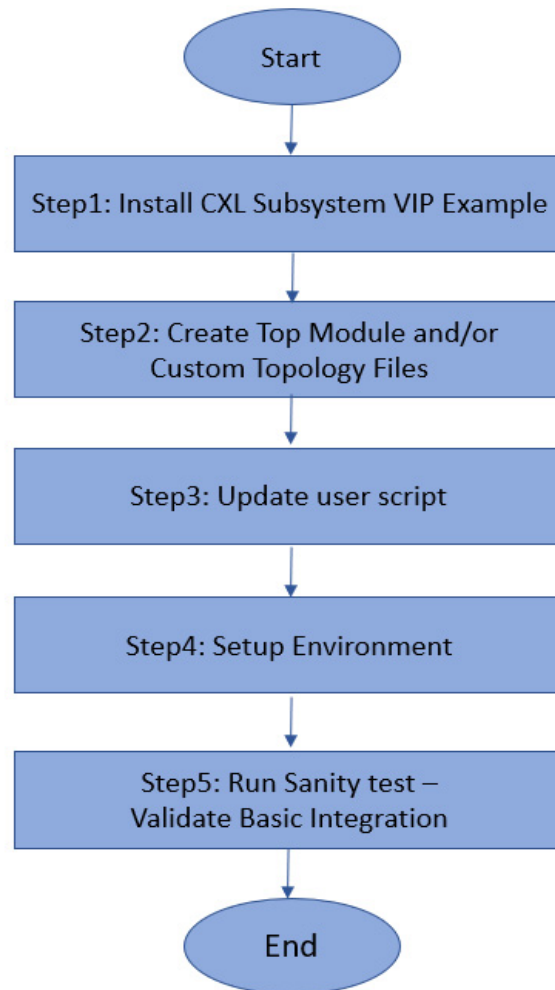 Start
Step1: Install CXL Subsystem VIP Example
Step2: Create Top Module and/or
Custom Topology Files
Step3: Update user script
Step4: Setup Environment
Step5: Run Sanity test –
Validate Basic Integration
End